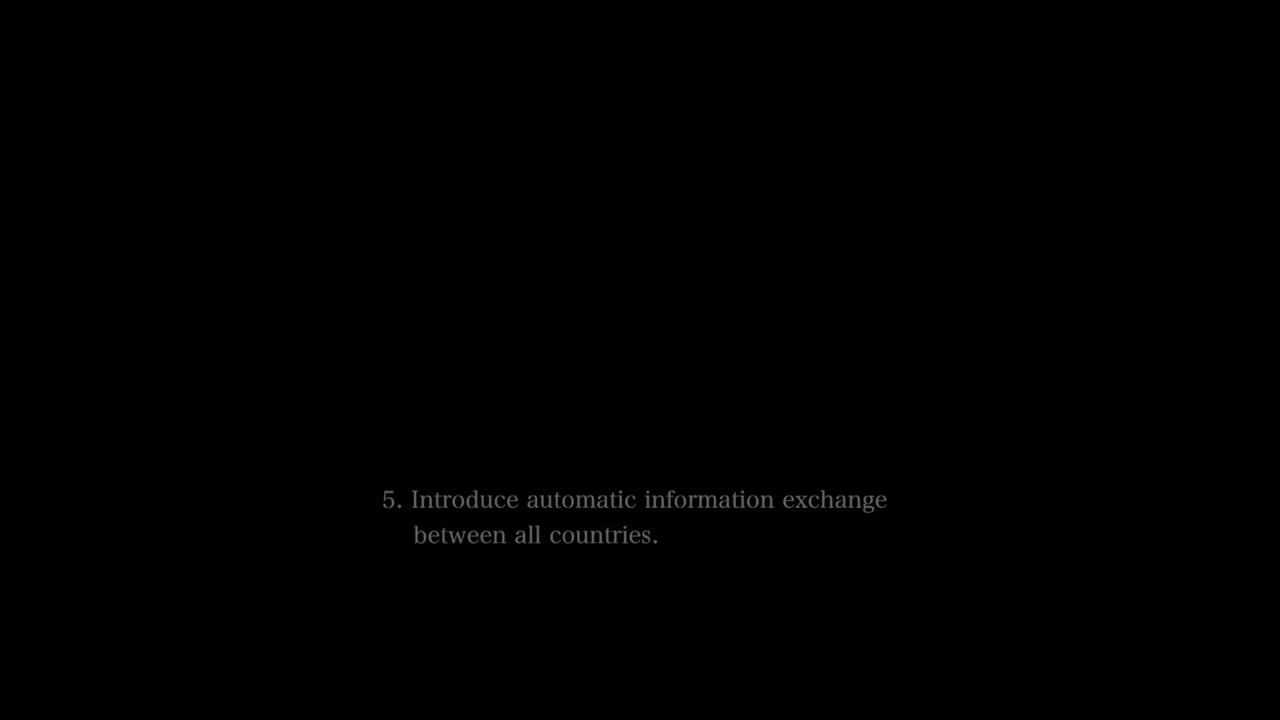 5. Introduce automatic information exchange
between all countries.